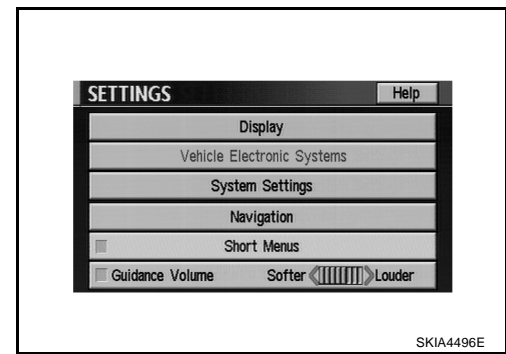 SETTINGS Help
Display
Vehicle Electronic Systems
System Settings
Navigation
Short Menus
Guidance Volume Softer Louder
SKIA4496E